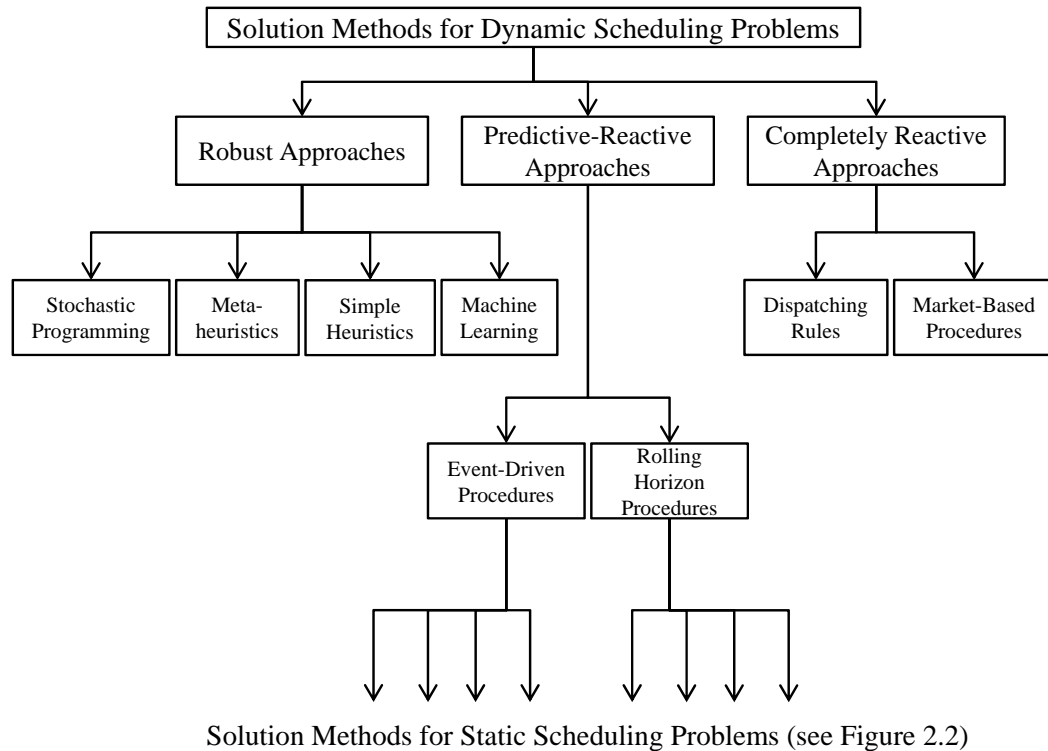 Solution Methods for Dynamic Scheduling Problems
Robust Approaches
Predictive-Reactive
Approaches
Completely Reactive
Approaches
Stochastic
Programming
Meta-
heuristics
Simple
Heuristics
Machine
Learning
Dispatching
Rules
Market-Based
Procedures
Event-Driven
Procedures
Rolling
Horizon
Procedures
Solution Methods for Static Scheduling Problems (see Figure 2.2)